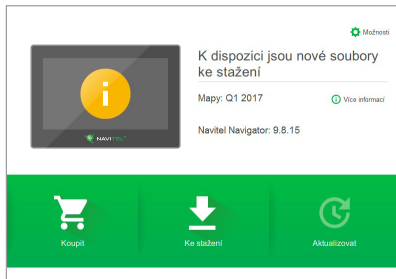 Možnosti
K dispozici jsou nové soubory
ke stažení
Mapy: Q1 2017
Více informací
Navitel Navigator: 9.8.15
NAVITEL
Koupit
Ke stažení
Aktualizovat